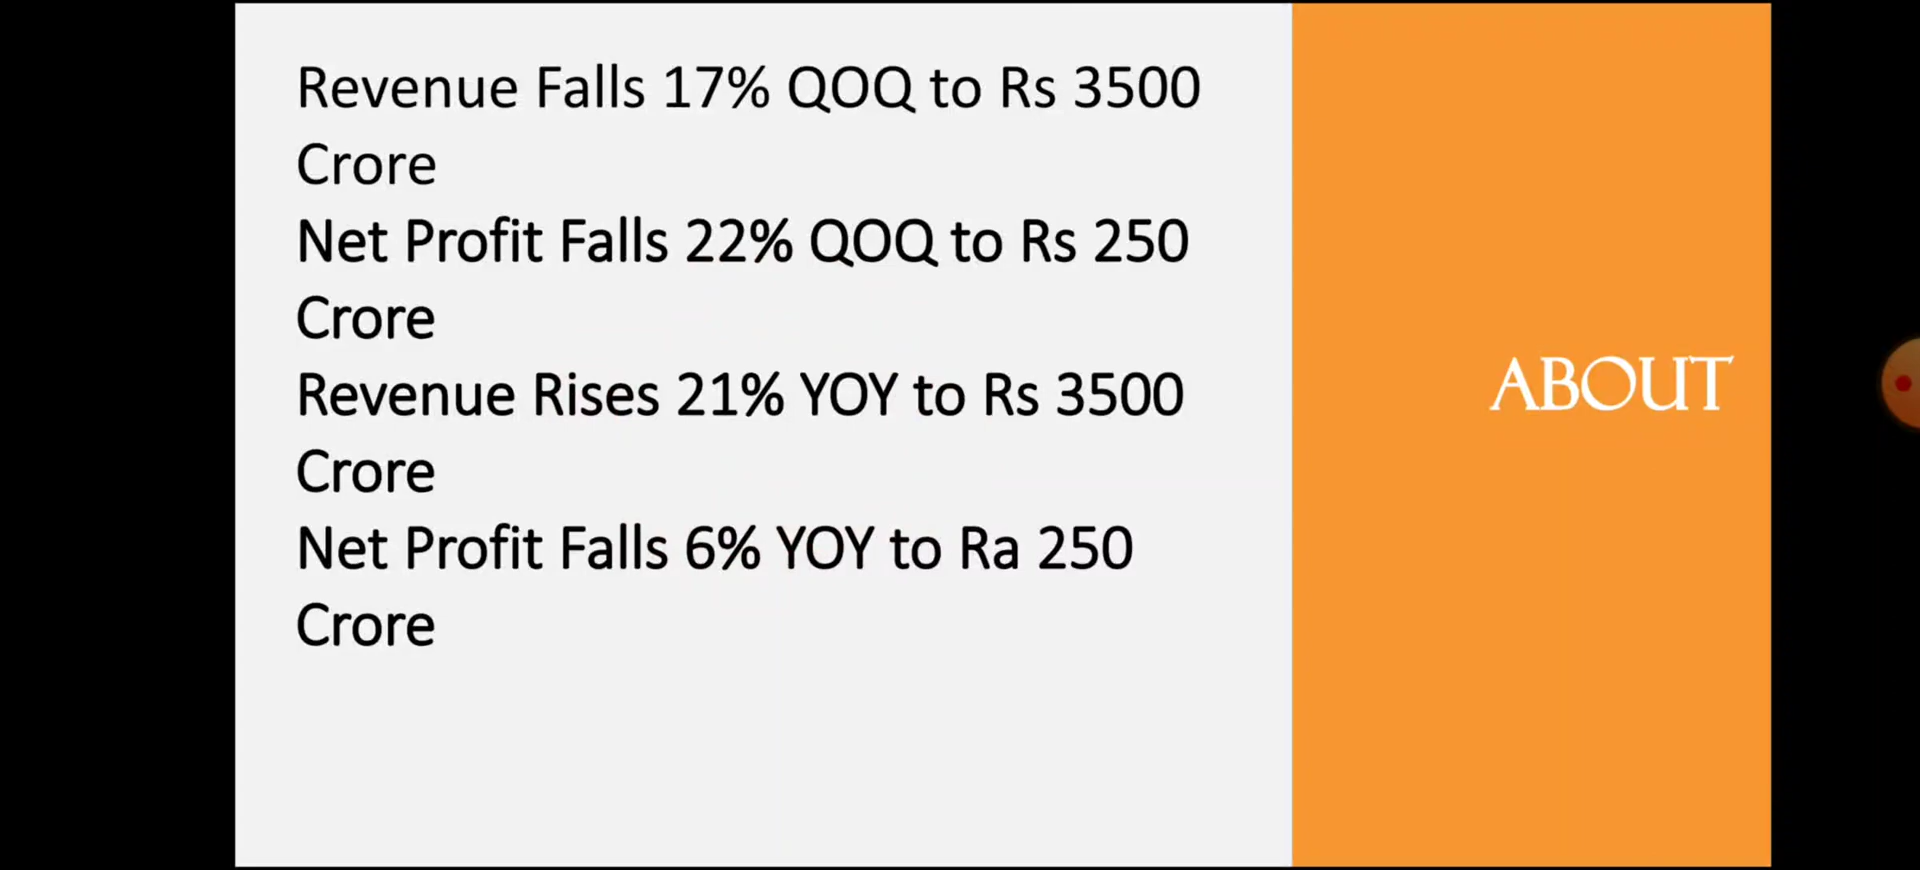 Revenue Falls 17% QOQ to Rs 3500
Crore
Net Profit Falls 22% QOQ to Rs 250
Crore
Revenue Rises 21% YOY to Rs 3500
Crore
Net Profit Falls 6% YOY to Ra 250
Crore
ABOUT